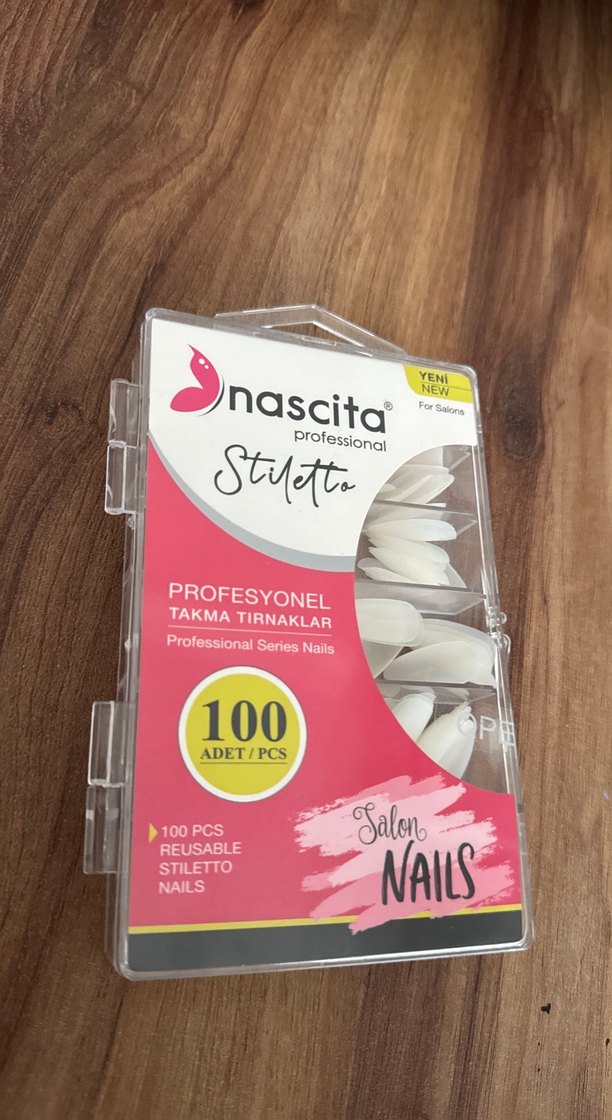 nascita®
professional
Stiletto
YENİ
NEW
For Salons
PROFESYONEL
TAKMA TIRNAKLAR
Professional Series Nails
100
ADET / PCS
100 PCS
REUSABLE
STILETTO
NAILS
Salon
NAILS
OPE